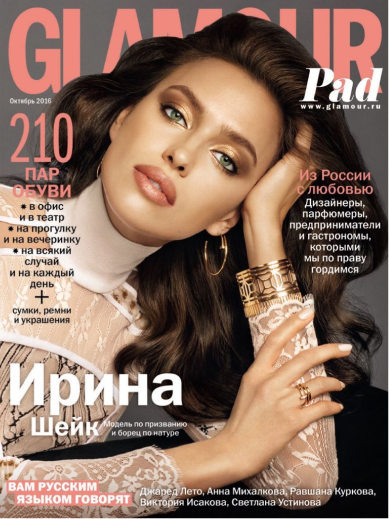 GLAMOUR
Pad
www.glamour.ru
Октябрь 2016
210
ПАР
ОБУВИ
* в офис
и в театр
* на прогулку
и на вечеринку
* на всякий
случай
и на каждый
день
+
сумки, ремни
и украшения
Из России
с любовью
Дизайнеры,
парфюмеры,
предприниматели
и гастрономы,
которыми
мы по праву
гордимся
Ирина
Шейк
Модель по призванию
и борец по натуре
ВАМ РУССКИМ
ЯЗЫКОМ ГОВОРЯТ
Джаред Лето, Анна Михалкова, Равшана Куркова,
Виктория Исакова, Светлана Устинова